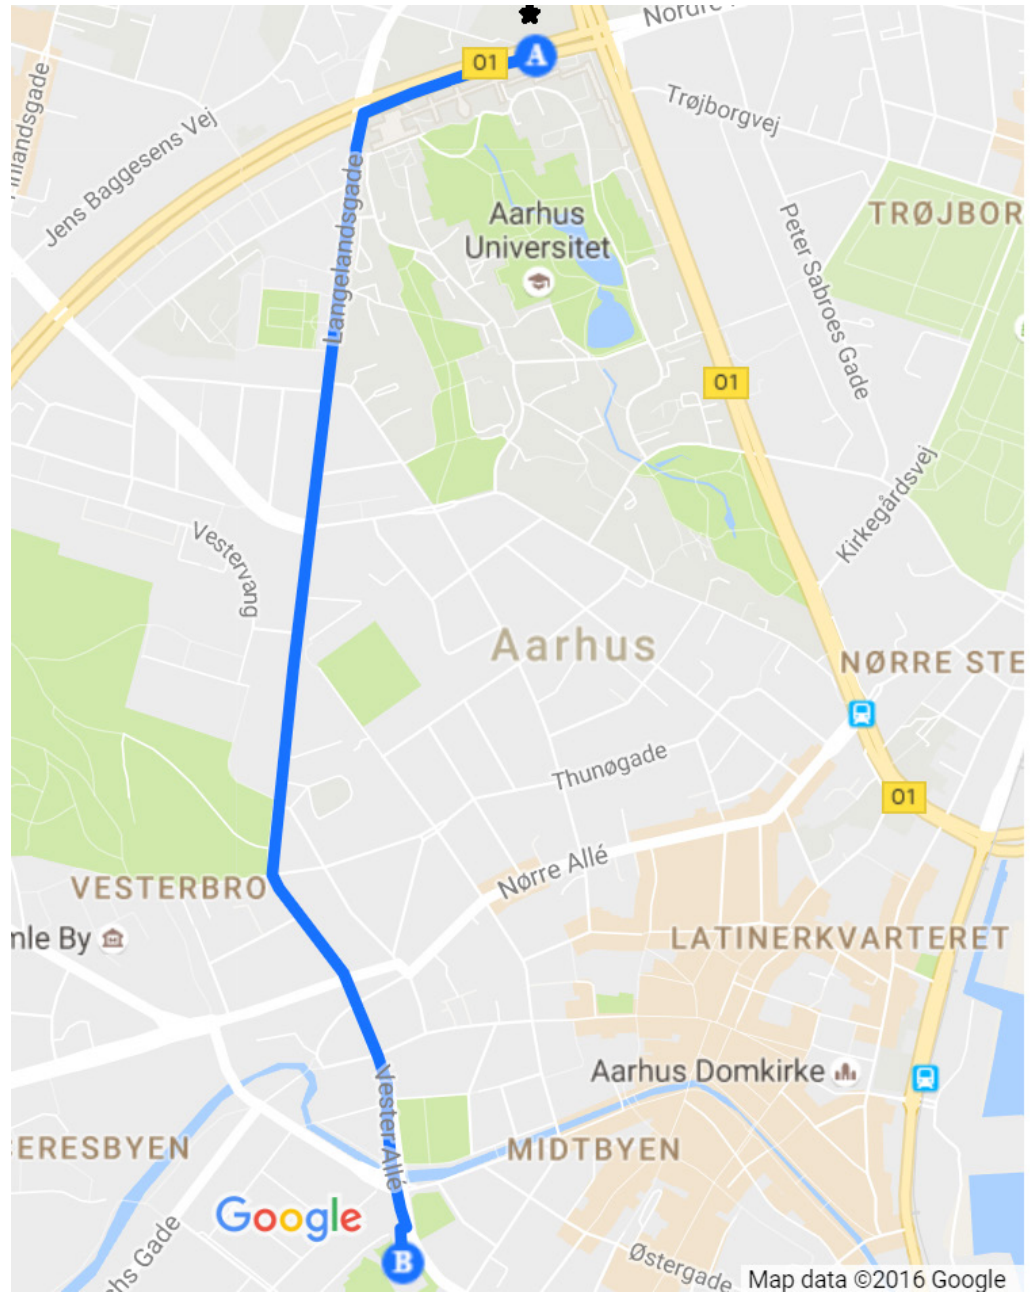 Nordre
01
A
Trøjborgvej
Jens Baggesens Vej
Langelandsgade
Aarhus
Universitet
TRØJBOR
Peter Sabroes Gade
01
Kirkegårdsvej
Vestervang
Aarhus
NØRRE STE
Thunøgade
01
Nørre Allé
VESTERBRO
mle By
LATINERKVARTERET
Aarhus Domkirke
Vester Allé
ERESBYEN
MIDTBYEN
Google
hs Gade
B
Østergade
Map data ©2016 Google